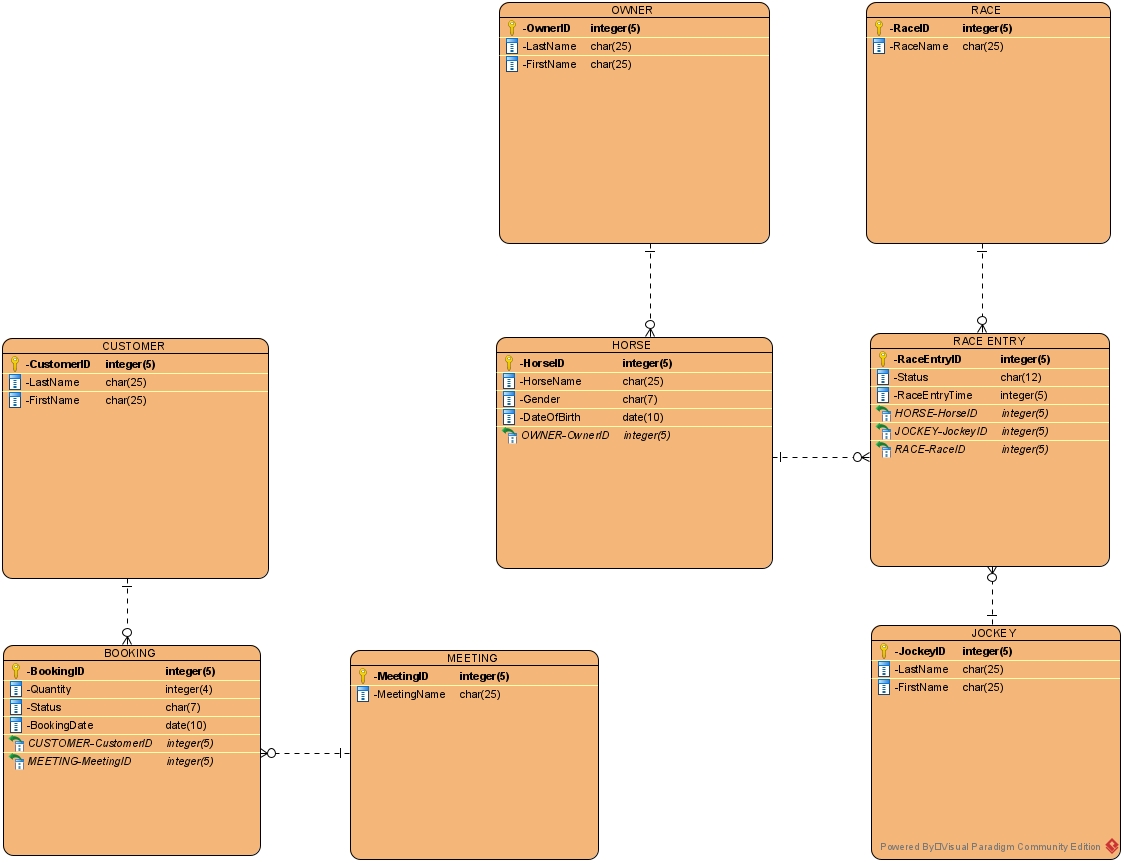 OWNER
-OwnerID integer(5)
-LastName char(25)
-FirstName char(25)
RACE
-RaceID integer(5)
-RaceName char(25)
CUSTOMER
-CustomerID integer(5)
-LastName char(25)
-FirstName char(25)
HORSE
-HorseID integer(5)
-HorseName char(25)
-Gender char(7)
-DateOfBirth date(10)
OWNER-OwnerID integer(5)
RACE ENTRY
-RaceEntryID integer(5)
-Status char(12)
-RaceEntryTime integer(5)
HORSE-HorseID integer(5)
JOCKEY-JockeyID integer(5)
RACE-RaceID integer(5)
BOOKING
-BookingID integer(5)
-Quantity integer(4)
-Status char(7)
-BookingDate date(10)
CUSTOMER-CustomerID integer(5)
MEETING-MeetingID integer(5)
MEETING
-MeetingID integer(5)
-MeetingName char(25)
JOCKEY
-JockeyID integer(5)
-LastName char(25)
-FirstName char(25)
Powered By□Visual Paradigm Community Edition